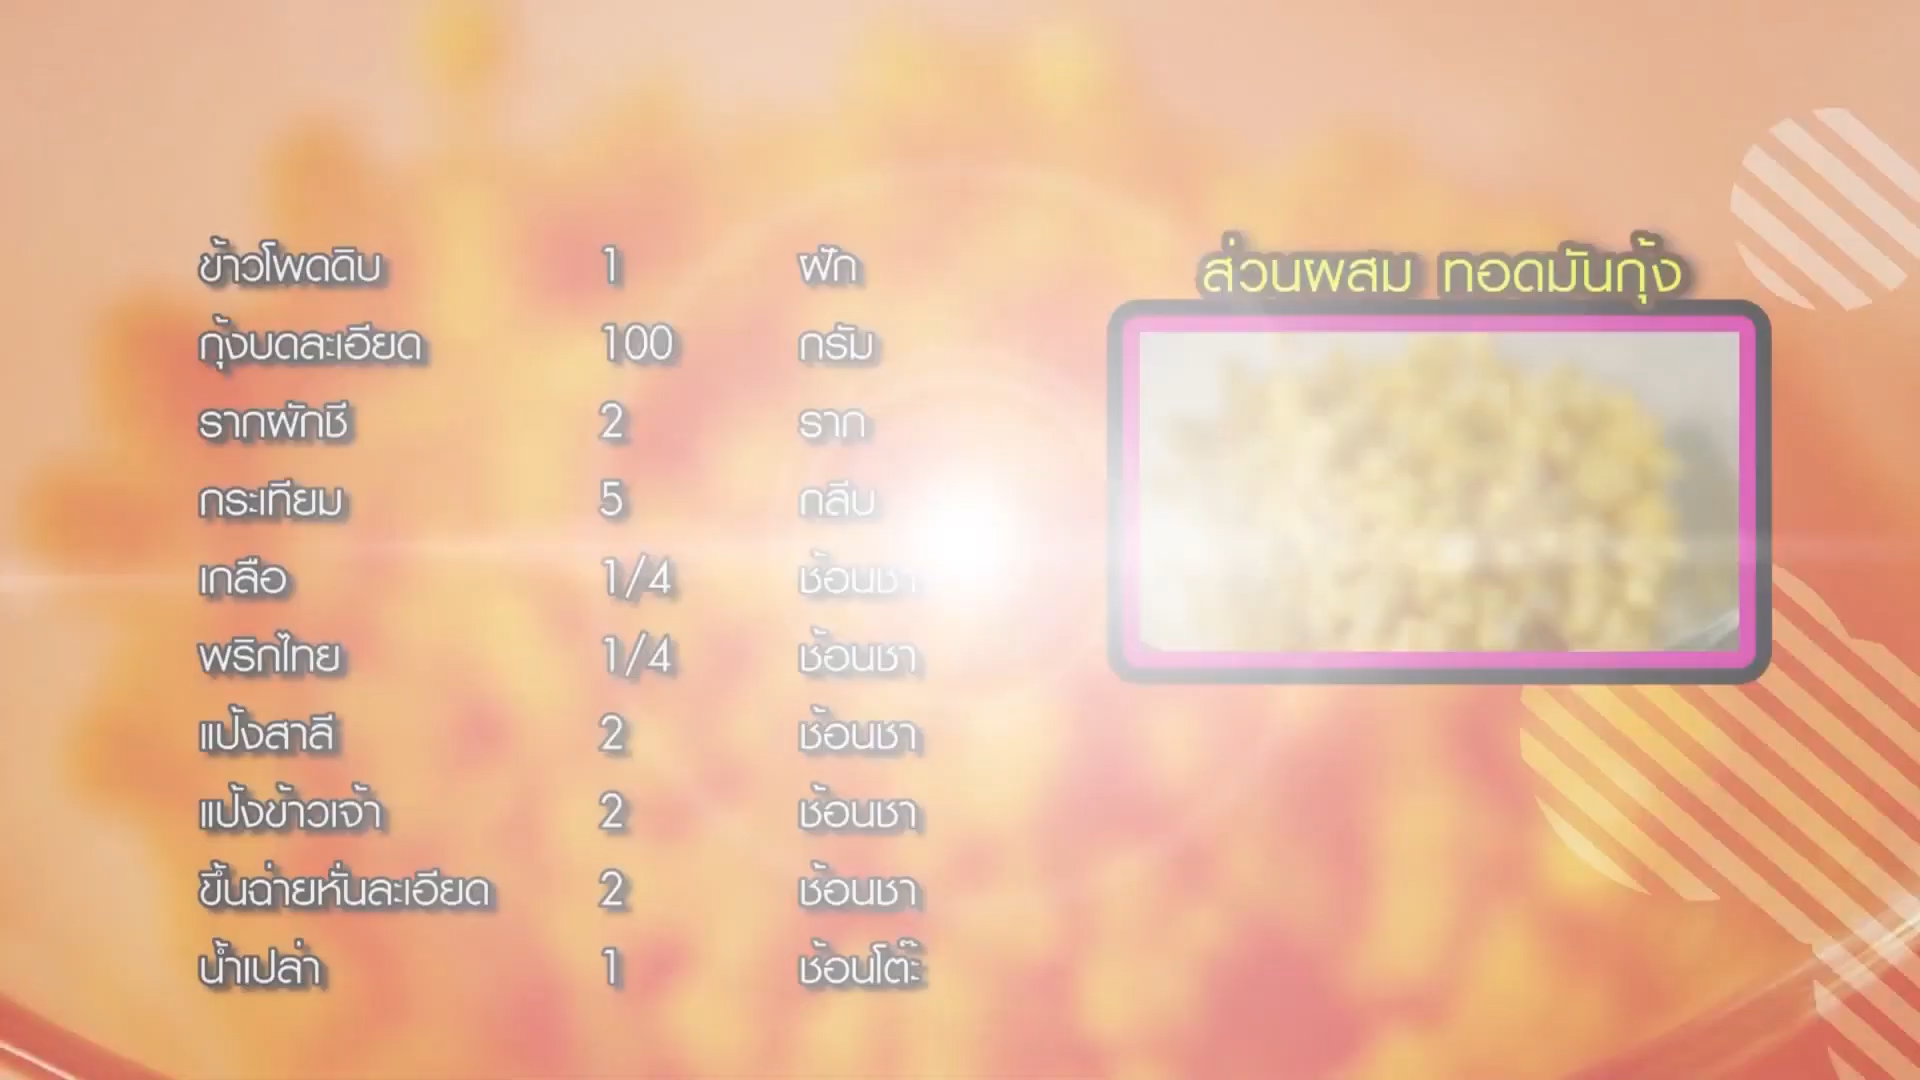 ส่วนผสม ทอดมันกุ้ง
ข้าวโพดดิบ 1 ฝัก
กุ้งบดละเอียด 100 กรัม
รากผักชี 2 ราก
กระเทียม 5 กลีบ
เกลือ 1/4 ช้อนชา
พริกไทย 1/4 ช้อนชา
แป้งสาลี 2 ช้อนชา
แป้งข้าวเจ้า 2 ช้อนชา
ขึ้นฉ่ายหั่นละเอียด 2 ช้อนชา
น้ำเปล่า 1 ช้อนโต๊ะ